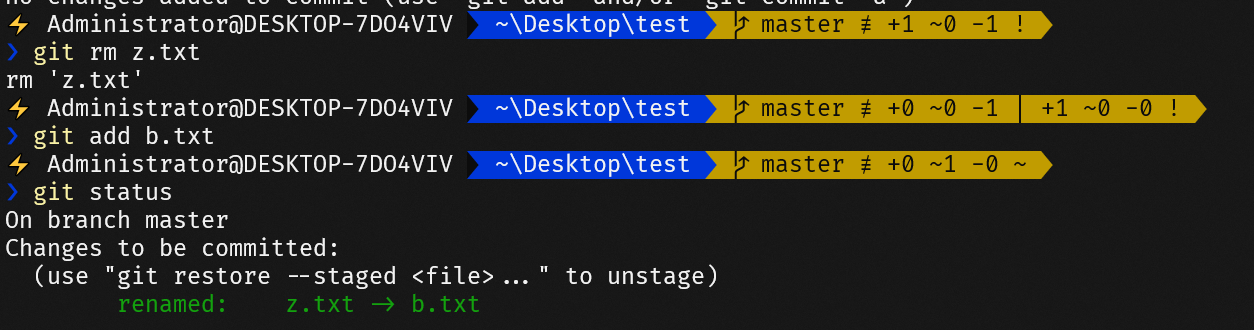 no changes added to commit (use "git add" and/or "git commit -a")
Administrator@DESKTOP-7DO4VIV ~\Desktop\test master ≢ +1 ~0 -1 !
❯ git rm z.txt
rm 'z.txt'
Administrator@DESKTOP-7DO4VIV ~\Desktop\test master ≢ +0 ~0 -1 | +1 ~0 -0 !
❯ git add b.txt
Administrator@DESKTOP-7DO4VIV ~\Desktop\test master ≢ +0 ~1 -0 ~
❯ git status
On branch master
Changes to be committed:
(use "git restore --staged <file>..." to unstage)
renamed: z.txt -> b.txt